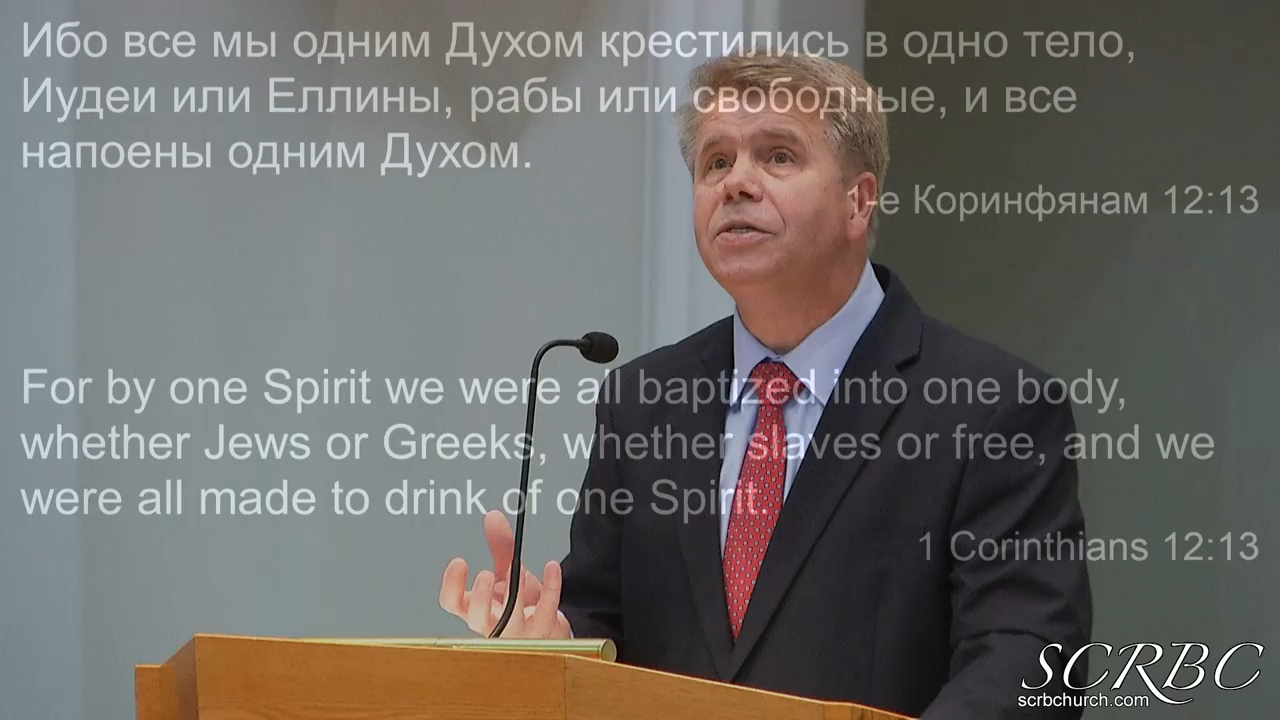 Ибо все мы одним Духом крестились в одно тело,
Иудеи или Еллины, рабы или свободные, и все
напоены одним Духом.
1-е Коринфянам 12:13
For by one Spirit we were all baptized into one body,
whether Jews or Greeks, whether slaves or free, and we
were all made to drink of one Spirit.
1 Corinthians 12:13
SCRBC
scrbchurch.com